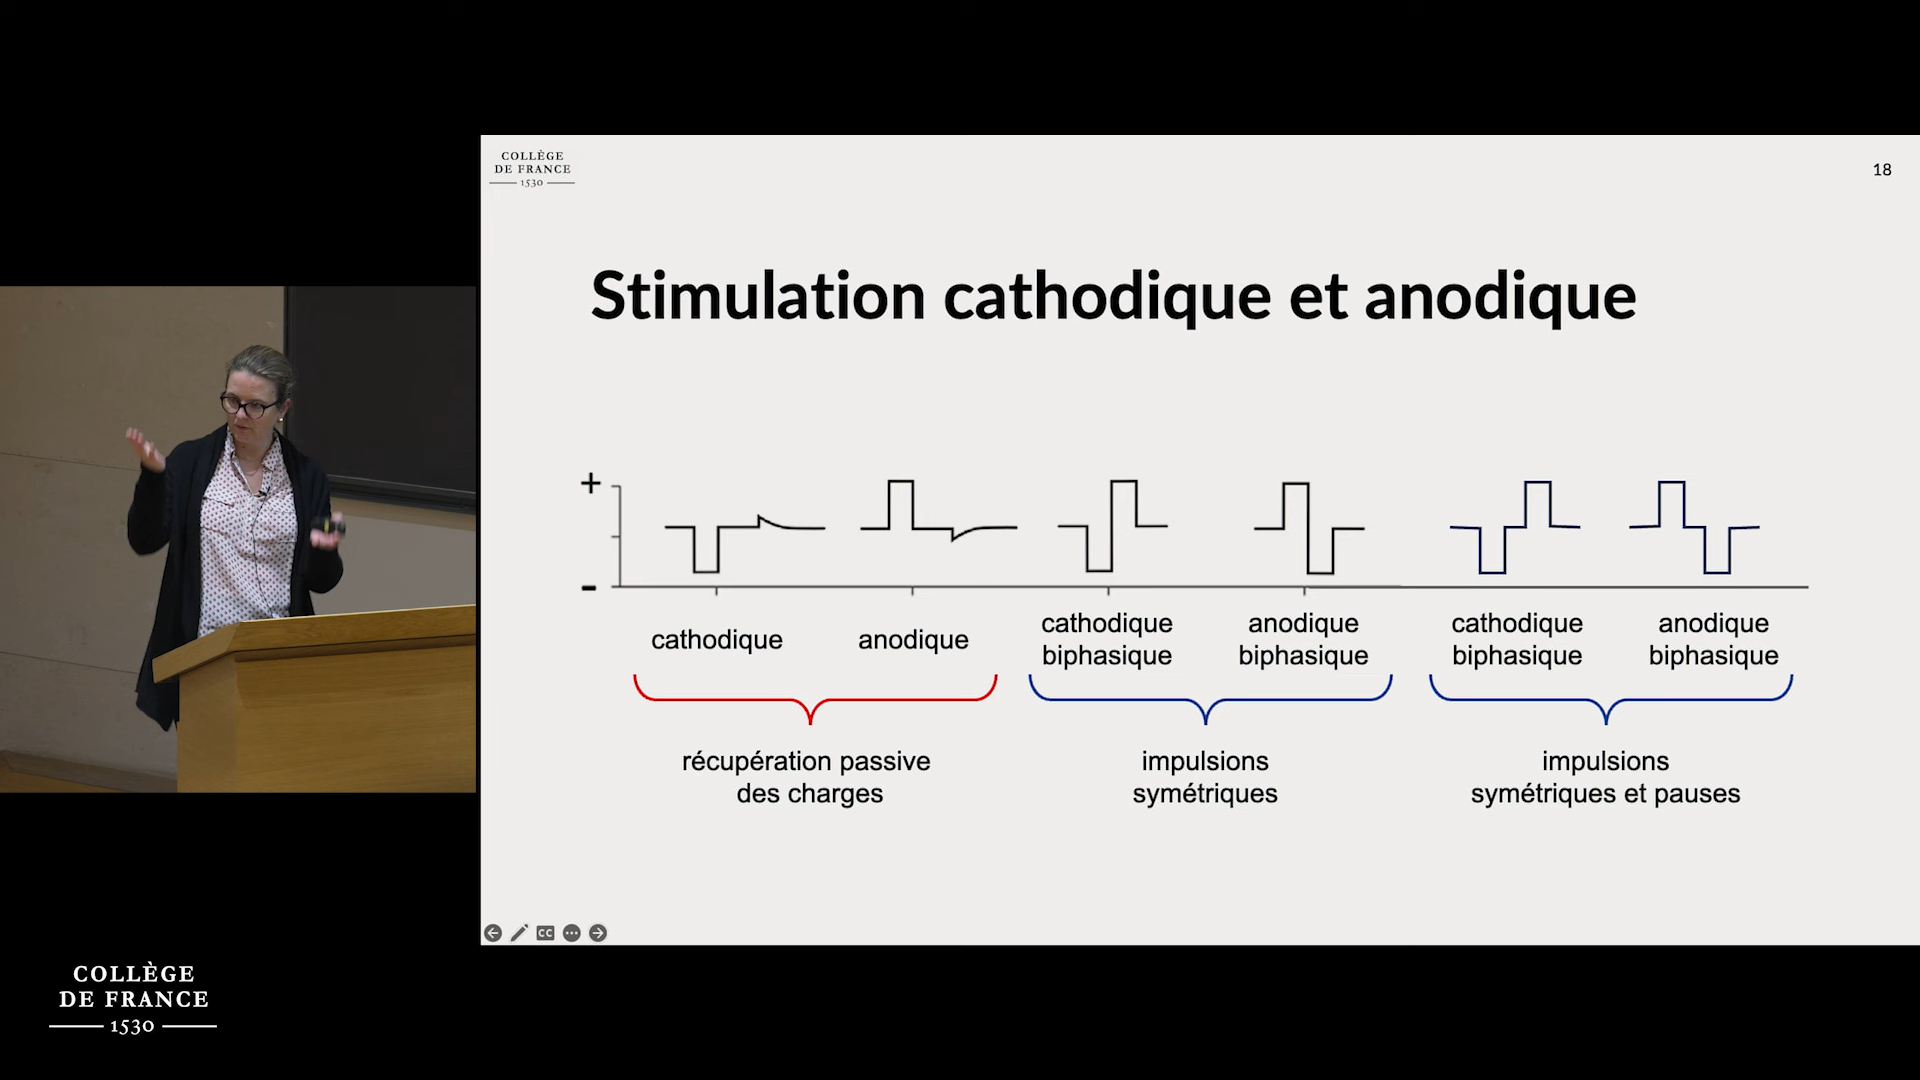 COLLÈGE
DE FRANCE
1530
18
Stimulation cathodique et anodique
+
-
cathodique
anodique
cathodique
biphasique
anodique
biphasique
cathodique
biphasique
anodique
biphasique
récupération passive
des charges
impulsions
symétriques
impulsions
symétriques et pauses
CC
COLLÈGE
DE FRANCE
1530